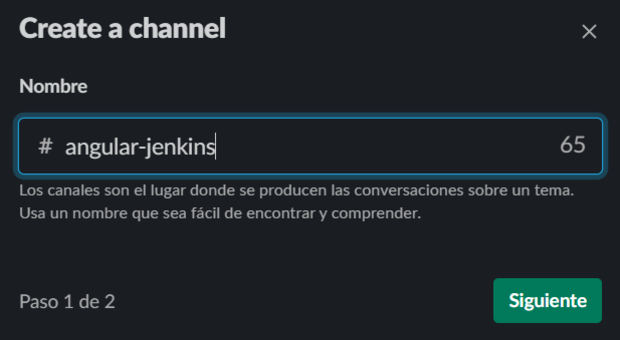 Create a channel
Nombre
# angular-jenkins 65
Los canales son el lugar donde se producen las conversaciones sobre un tema.
Usa un nombre que sea fácil de encontrar y comprender.
Paso 1 de 2 Siguiente